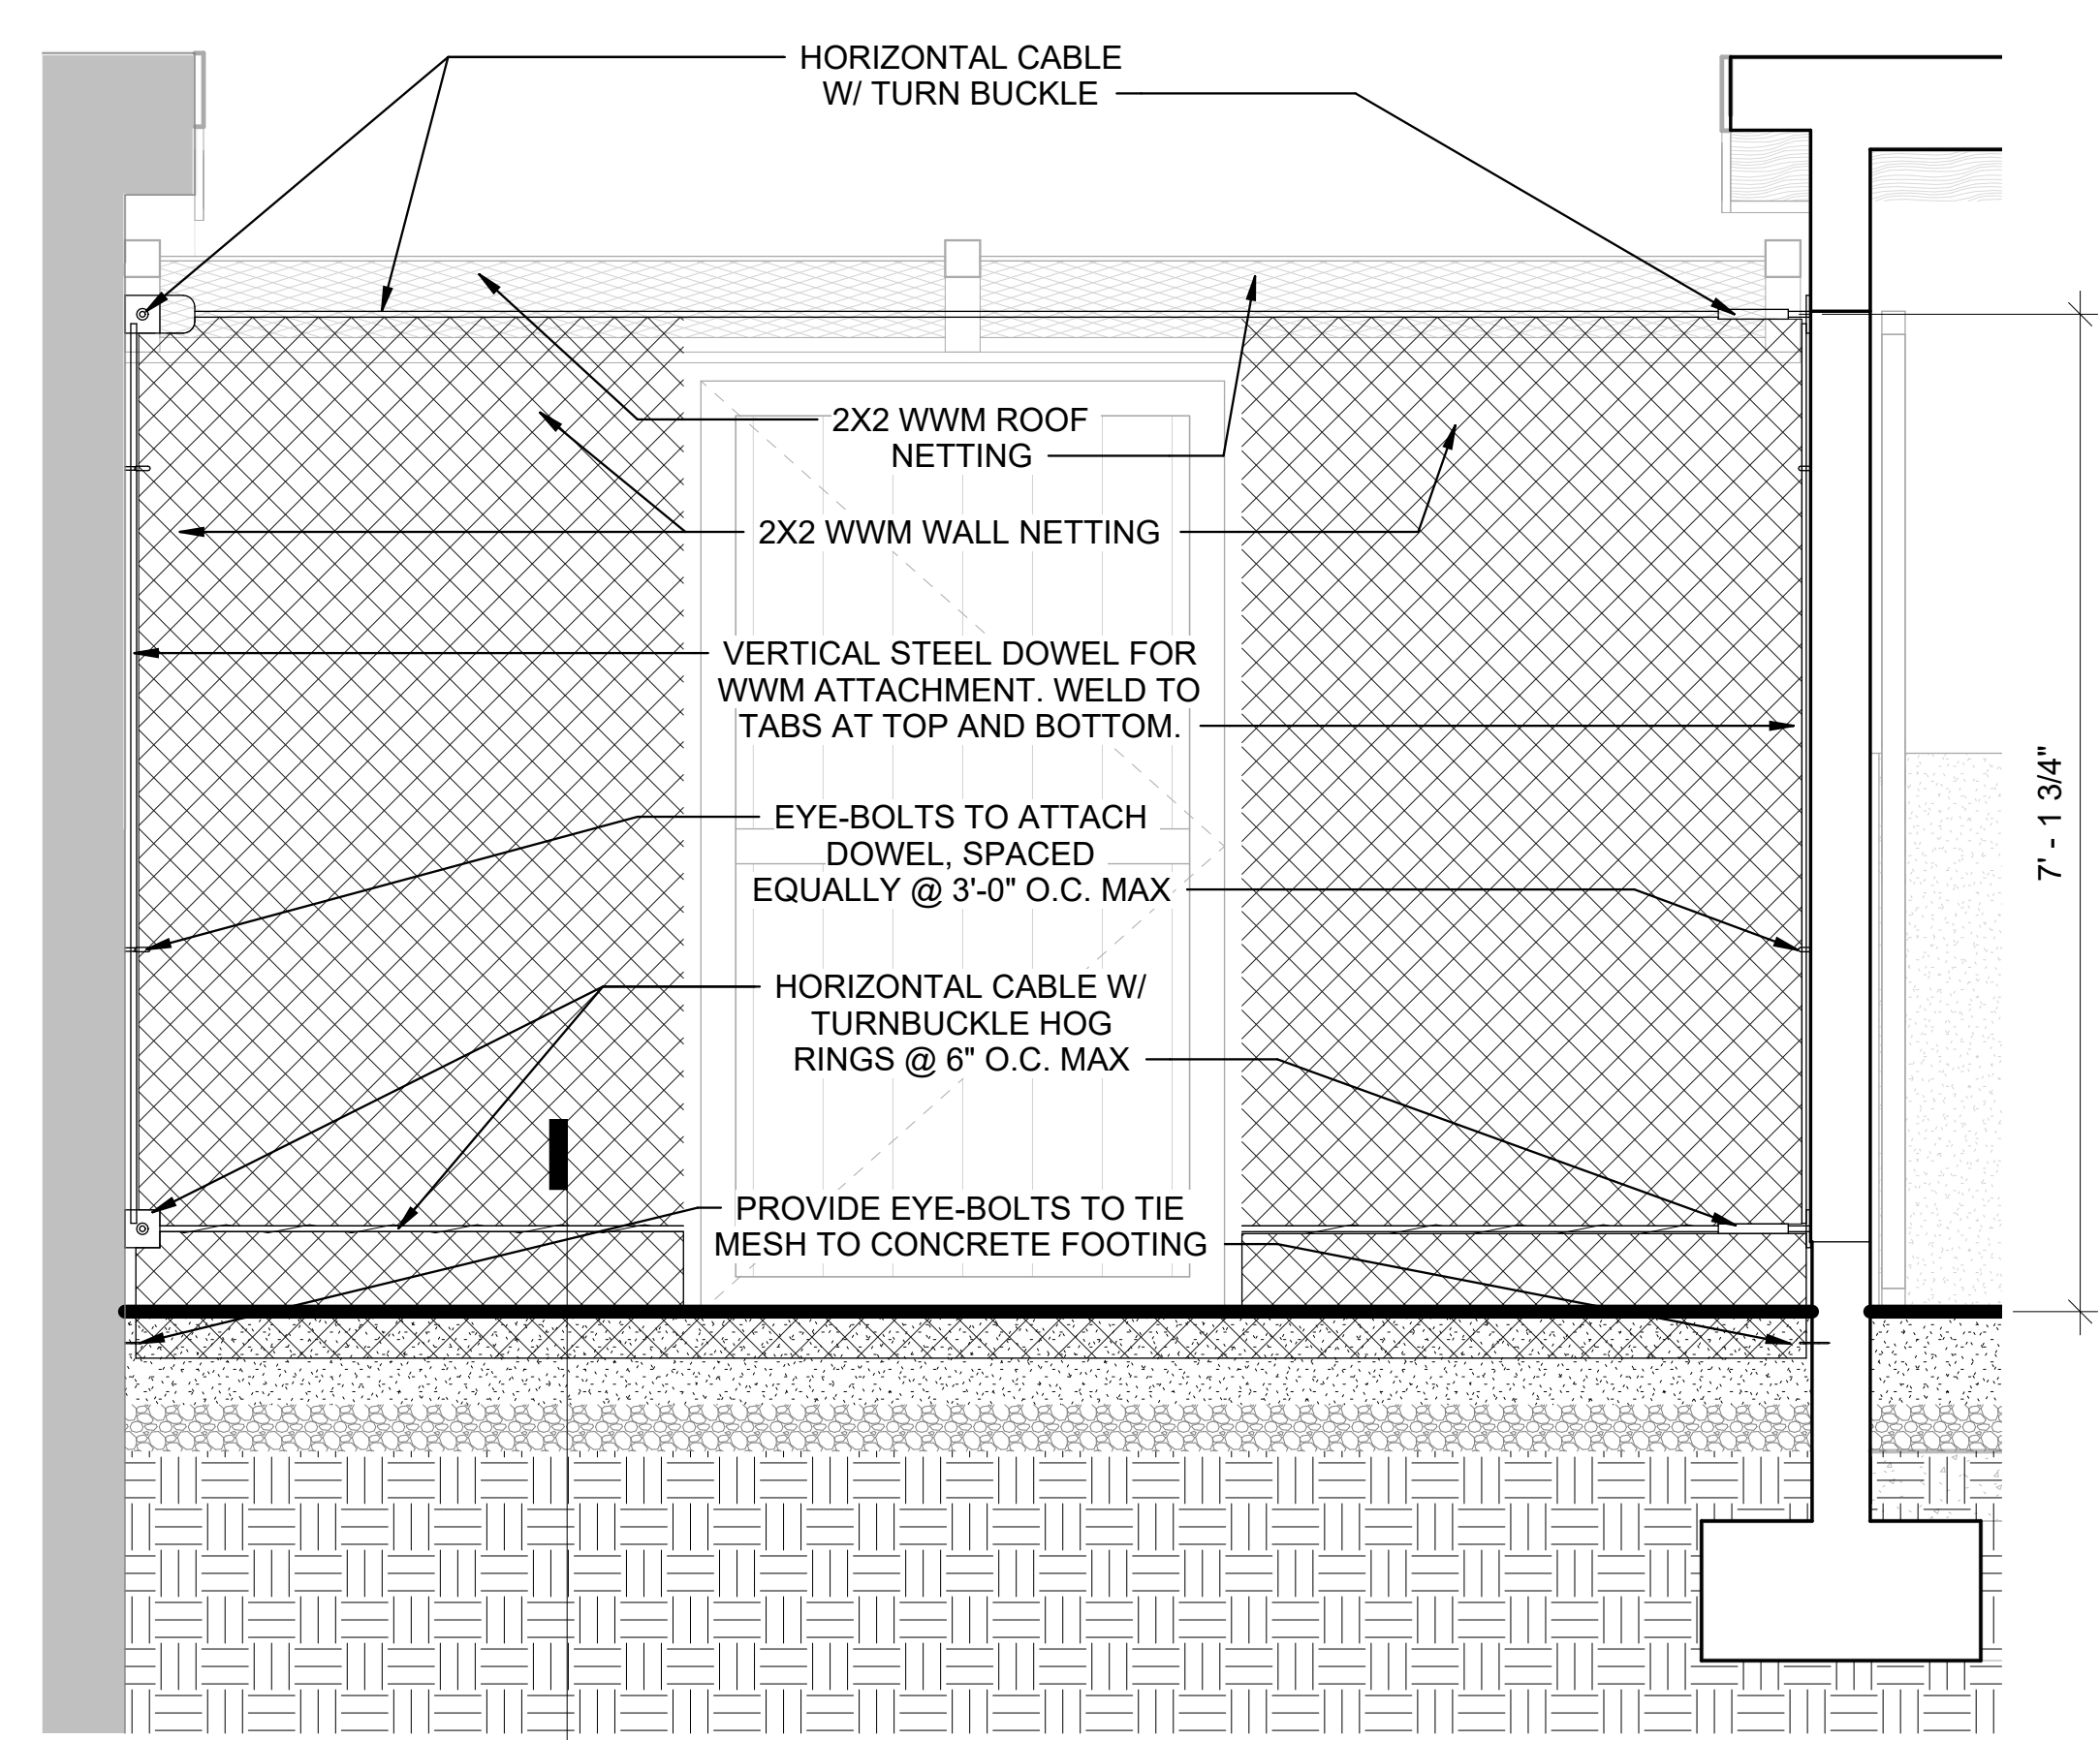 HORIZONTAL CABLE
W/ TURN BUCKLE
2X2 WWM ROOF
NETTING
2X2 WWM WALL NETTING
VERTICAL STEEL DOWEL FOR
WWM ATTACHMENT. WELD TO
TABS AT TOP AND BOTTOM.
7' - 1 3/4"
EYE-BOLTS TO ATTACH
DOWEL, SPACED
EQUALLY @ 3'-0" O.C. MAX
HORIZONTAL CABLE W/
TURNBUCKLE HOG
RINGS @ 6" O.C. MAX
PROVIDE EYE-BOLTS TO TIE
MESH TO CONCRETE FOOTING